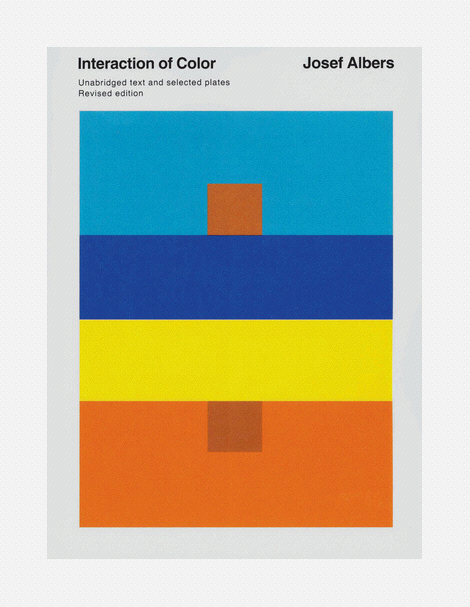 Interaction of Color
Josef Albers
Unabridged text and selected plates
Revised edition